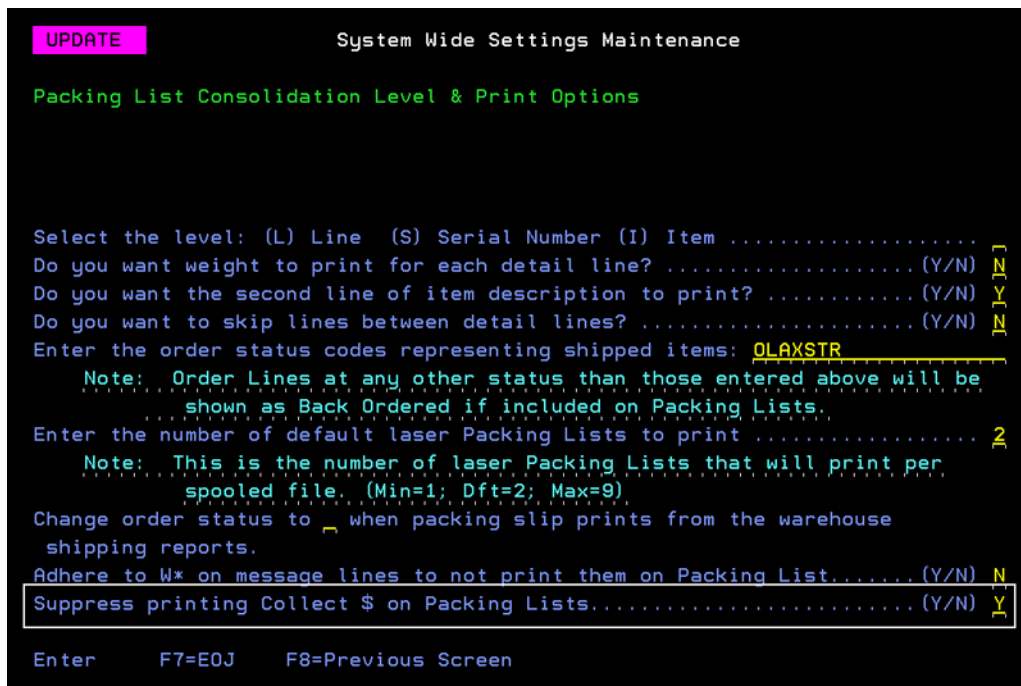 UPDATE System Wide Settings Maintenance
Packing List Consolidation Level & Print Options
Select the level: (L) Line (S) Serial Number (I) Item ....................
Do you want weight to print for each detail line? ....................(Y/N) N
Do you want the second line of item description to print? ............(Y/N) Y
Do you want to skip lines between detail lines? ......................(Y/N) N
Enter the order status codes representing shipped items: OLAXSTR
Note: Order Lines at any other status than those entered above will be
shown as Back Ordered if included on Packing Lists.
Enter the number of default laser Packing Lists to print .................. 2
Note: This is the number of laser Packing Lists that will print per
spooled file. (Min=1; Dft=2; Max=9)
Change order status to _ when packing slip prints from the warehouse
shipping reports.
Adhere to W* on message lines to not print them on Packing List.......(Y/N) N
Suppress printing Collect $ on Packing Lists..........................(Y/N) Y
Enter F7=EOJ F8=Previous Screen